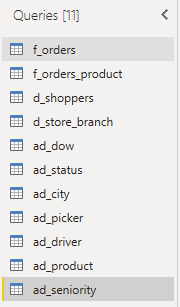 Queries [11]
f_orders
f_orders_product
d_shoppers
d_store_branch
ad_dow
ad_status
ad_city
ad_picker
ad_driver
ad_product
ad_seniority